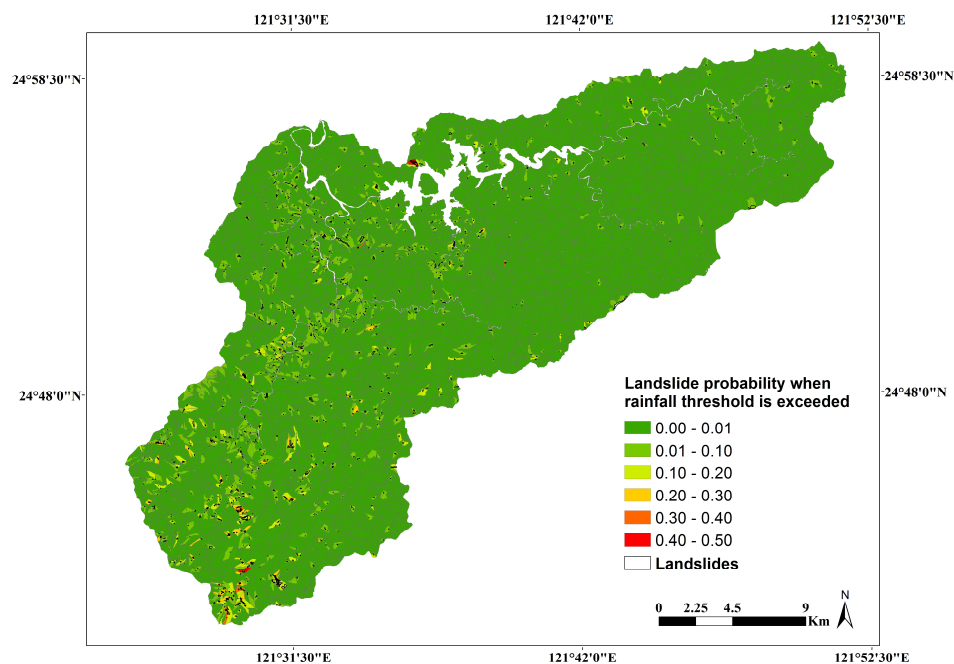 121°31'30"E 121°42'0"E 121°52'30"E
24°58'30"N 24°58'30"N
24°48'0"N 24°48'0"N
Landslide probability when
rainfall threshold is exceeded
0.00 - 0.01
0.01 - 0.10
0.10 - 0.20
0.20 - 0.30
0.30 - 0.40
0.40 - 0.50
Landslides
N
0 2.25 4.5 9
Km
121°31'30"E 121°42'0"E 121°52'30"E